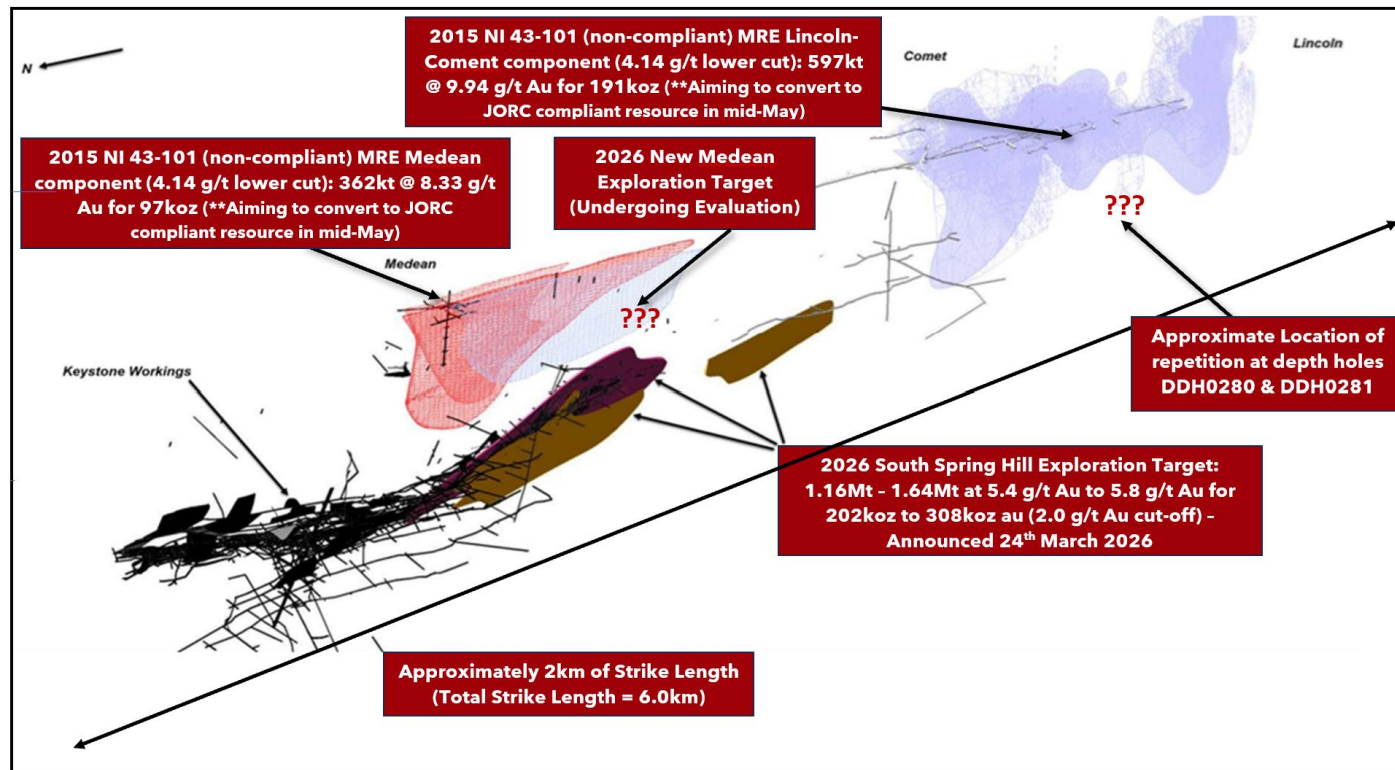 2015 NI 43-101 (non-compliant) MRE Lincoln-
Coment component (4.14 g/t lower cut): 597kt
@ 9.94 g/t Au for 191koz (**Aiming to convert to
JORC compliant resource in mid-May)
Comet
Lincoln
N
2015 NI 43-101 (non-compliant) MRE Medean
component (4.14 g/t lower cut): 362kt @ 8.33 g/t
Au for 97koz (**Aiming to convert to JORC
compliant resource in mid-May)
2026 New Medean
Exploration Target
(Undergoing Evaluation)
???
Medean
???
Keystone Workings
Approximate Location of
repetition at depth holes
DDH0280 & DDH0281
2026 South Spring Hill Exploration Target:
1.16Mt – 1.64Mt at 5.4 g/t Au to 5.8 g/t Au for
202koz to 308koz au (2.0 g/t Au cut-off) –
Announced 24th March 2026
Approximately 2km of Strike Length
(Total Strike Length = 6.0km)